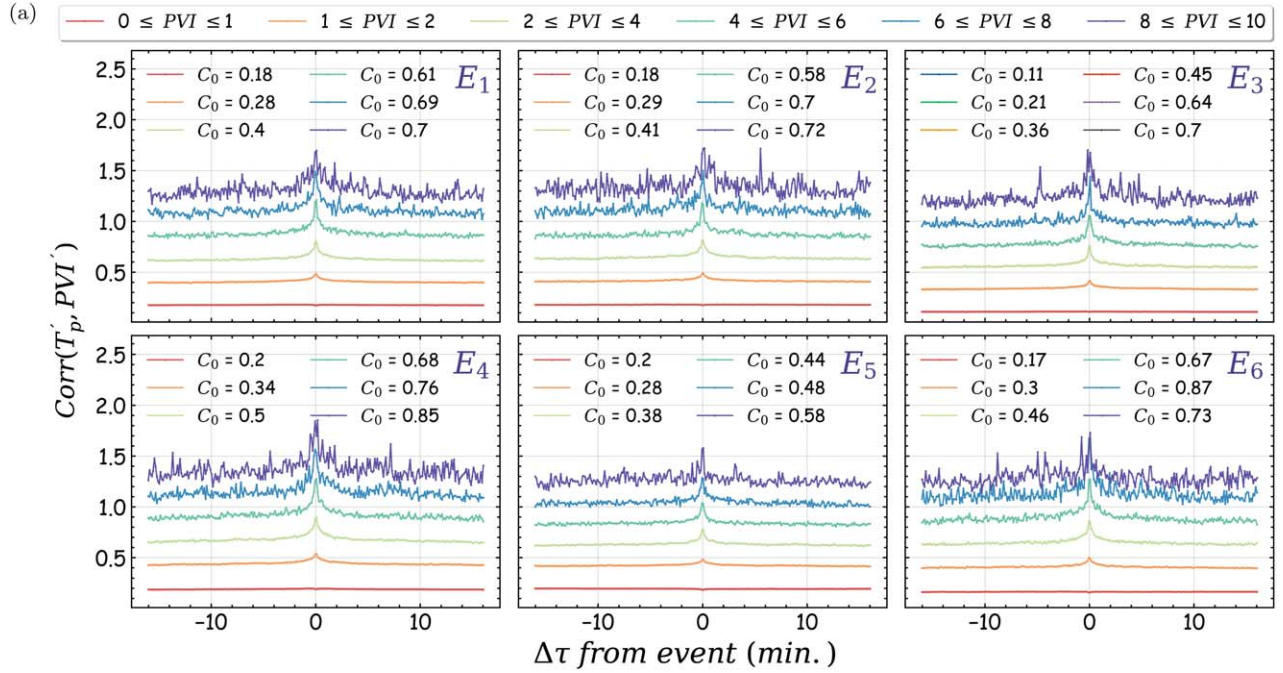 (a)
0 ≤ PVI ≤ 1 1 ≤ PVI ≤ 2 2 ≤ PVI ≤ 4 4 ≤ PVI ≤ 6 6 ≤ PVI ≤ 8 8 ≤ PVI ≤ 10
Corr(T′p, PVI′)
2.5
2.0
1.5
1.0
0.5
C0 = 0.18 C0 = 0.61 E1
C0 = 0.28 C0 = 0.69
C0 = 0.4 C0 = 0.7
C0 = 0.18 C0 = 0.58 E2
C0 = 0.29 C0 = 0.7
C0 = 0.41 C0 = 0.72
C0 = 0.11 C0 = 0.45 E3
C0 = 0.21 C0 = 0.64
C0 = 0.36 C0 = 0.7
2.5
2.0
1.5
1.0
0.5
C0 = 0.2 C0 = 0.68 E4
C0 = 0.34 C0 = 0.76
C0 = 0.5 C0 = 0.85
C0 = 0.2 C0 = 0.44 E5
C0 = 0.28 C0 = 0.48
C0 = 0.38 C0 = 0.58
C0 = 0.17 C0 = 0.67 E6
C0 = 0.3 C0 = 0.87
C0 = 0.46 C0 = 0.73
−10 0 10 −10 0 10 −10 0 10
Δτ from event (min.)